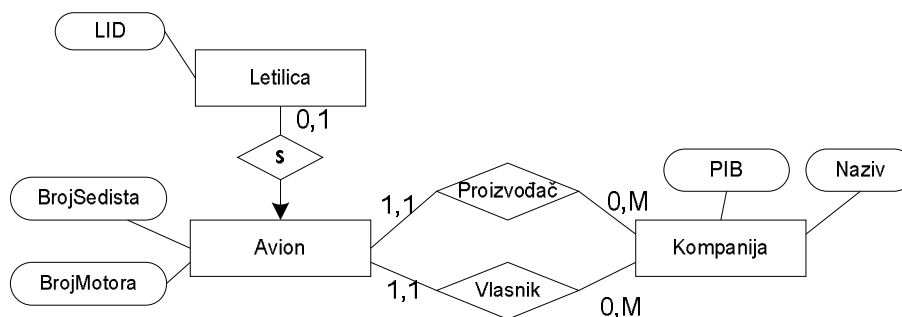 LID
Letilica
0,1
S
PIB
Naziv
BrojSedista
Proizvođač
1,1
0,M
Avion
Kompanija
BrojMotora
1,1
Vlasnik
0,M